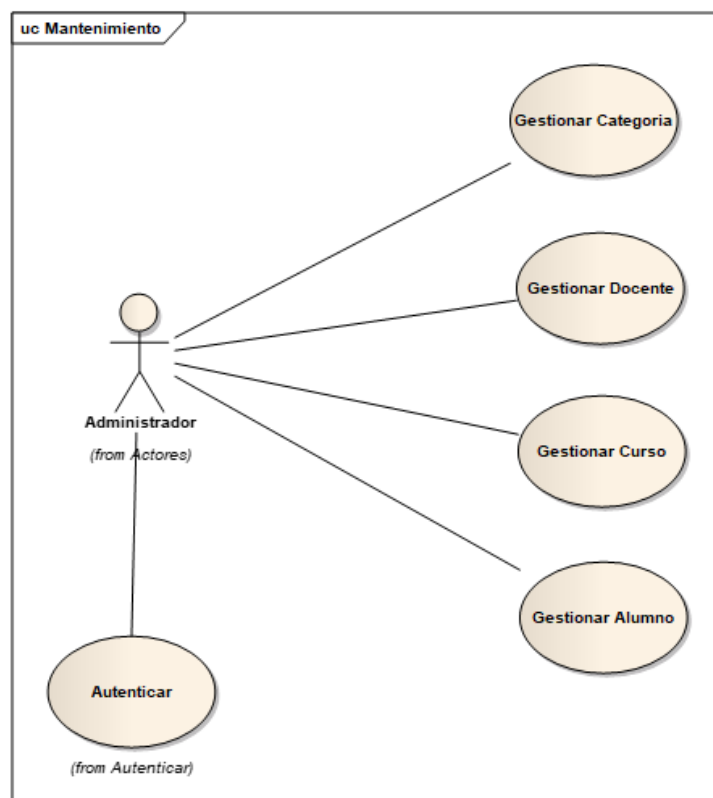 uc Mantenimiento
Gestionar Categoria
Gestionar Docente
Administrador
(from Actores)
Gestionar Curso
Gestionar Alumno
Autenticar
(from Autenticar)